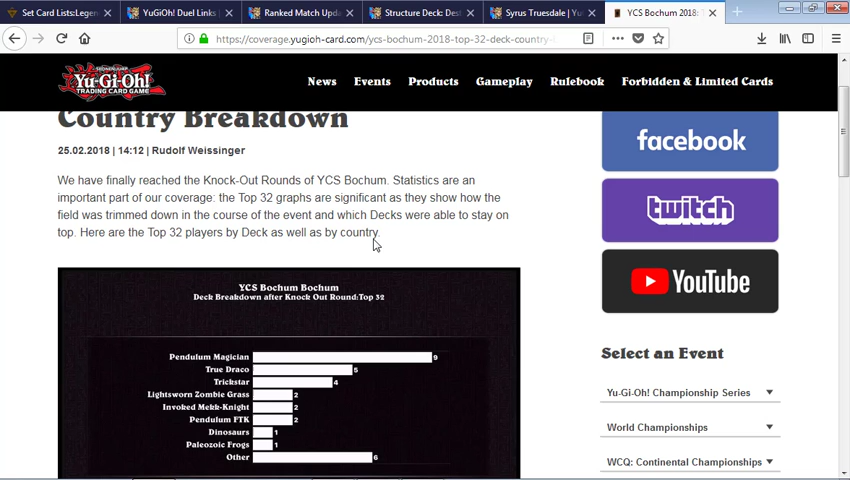 Set Card Lists:Legen
YuGiOh! Duel Links |
Ranked Match Upda
Structure Deck: Dest
Syrus Truesdale | Yu
YCS Bochum 2018: T
https://coverage.yugioh-card.com/ycs-bochum-2018-top-32-deck-country-
SHONEN JUMP
Yu-Gi-Oh!
TRADING CARD GAME
News
Events
Products
Gameplay
Rulebook
Forbidden & Limited Cards
Country Breakdown
25.02.2018 | 14:12 | Rudolf Weissinger
We have finally reached the Knock-Out Rounds of YCS Bochum. Statistics are an
important part of our coverage: the Top 32 graphs are significant as they show how the
field was trimmed down in the course of the event and which Decks were able to stay on
top. Here are the Top 32 players by Deck as well as by country.
YCS Bochum Bochum
Deck Breakdown after Knock Out Round:Top 32
Pendulum Magician 9
True Draco 5
Trickstar 4
Lightsworn Zombie Grass 2
Invoked Mekk-Knight 2
Pendulum FTK 2
Dinosaurs 1
Paleozoic Frogs 1
Other 6
facebook
twitch
YouTube
Select an Event
Yu-Gi-Oh! Championship Series
World Championships
WCQ: Continental Championships